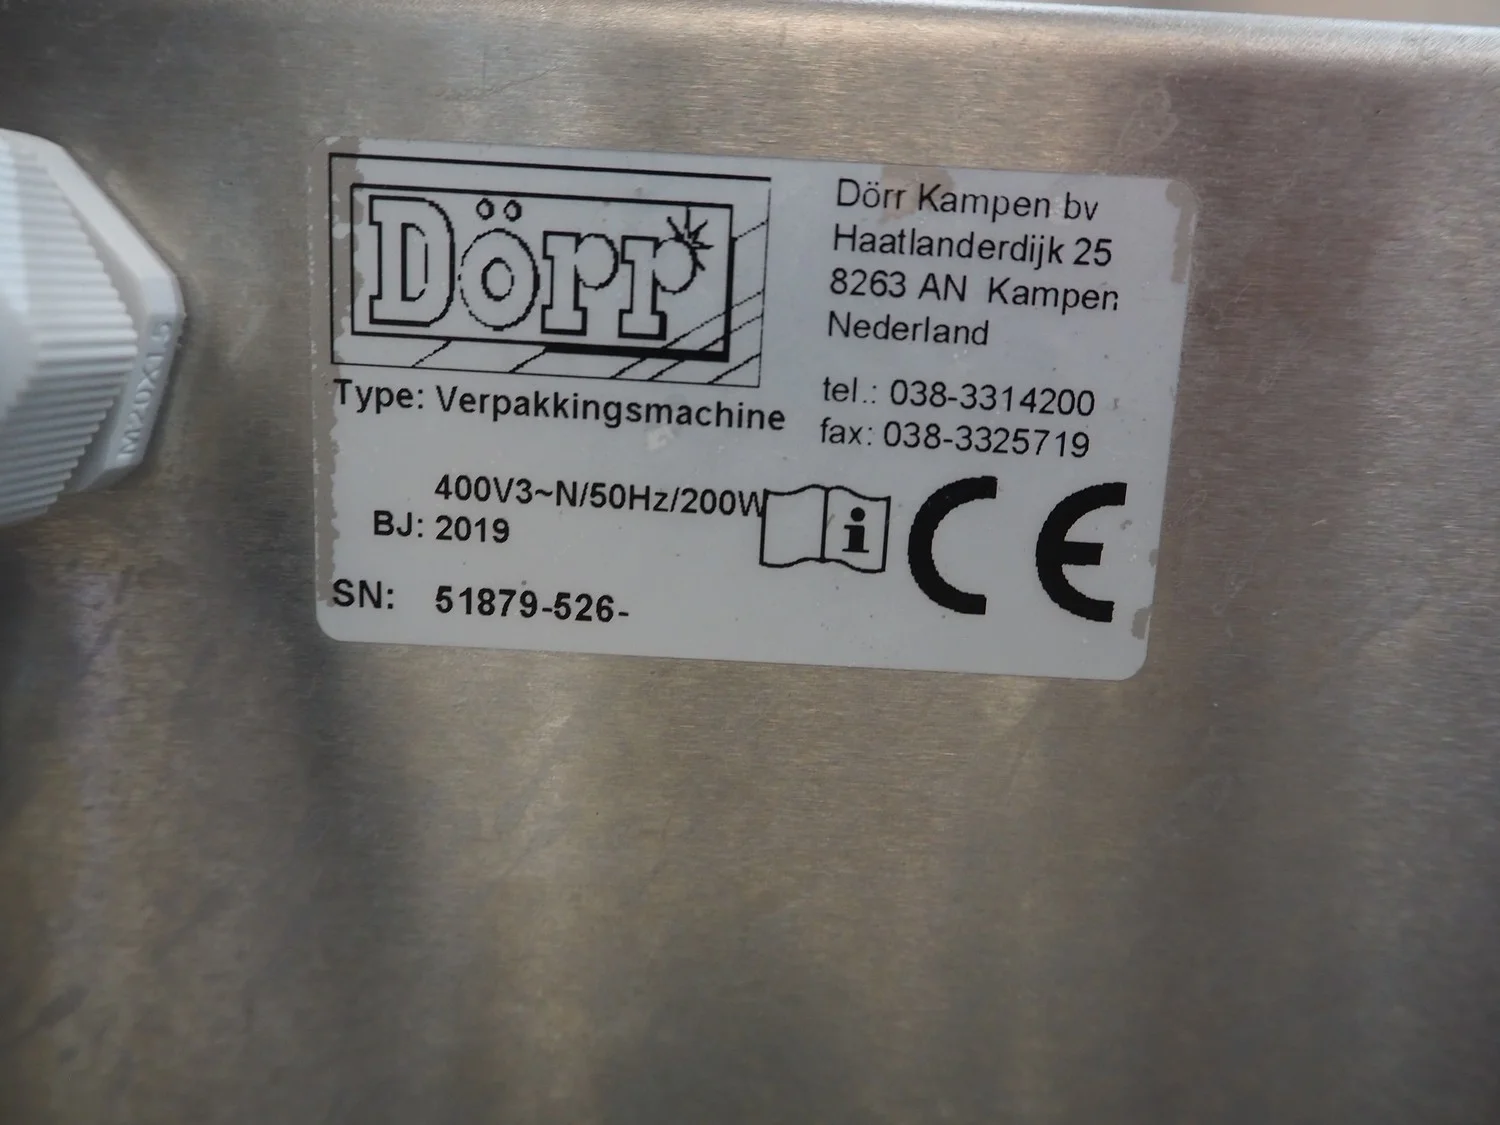 Dörr
Dörr Kampen bv
Haatlanderdijk 25
8263 AN Kampen
Nederland
tel.: 038-3314200
fax: 038-3325719
Type: Verpakkingsmachine
400V3~N/50Hz/200W
i
CE
BJ: 2019
SN: 51879-526-